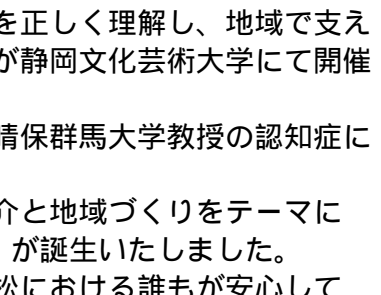 を正しく理解し、地域で支え
が静岡文化芸術大学にて開催
晴保群馬大学教授の認知症に
介と地域づくりをテーマに
」が誕生いたしました。
松における誰もが安心して